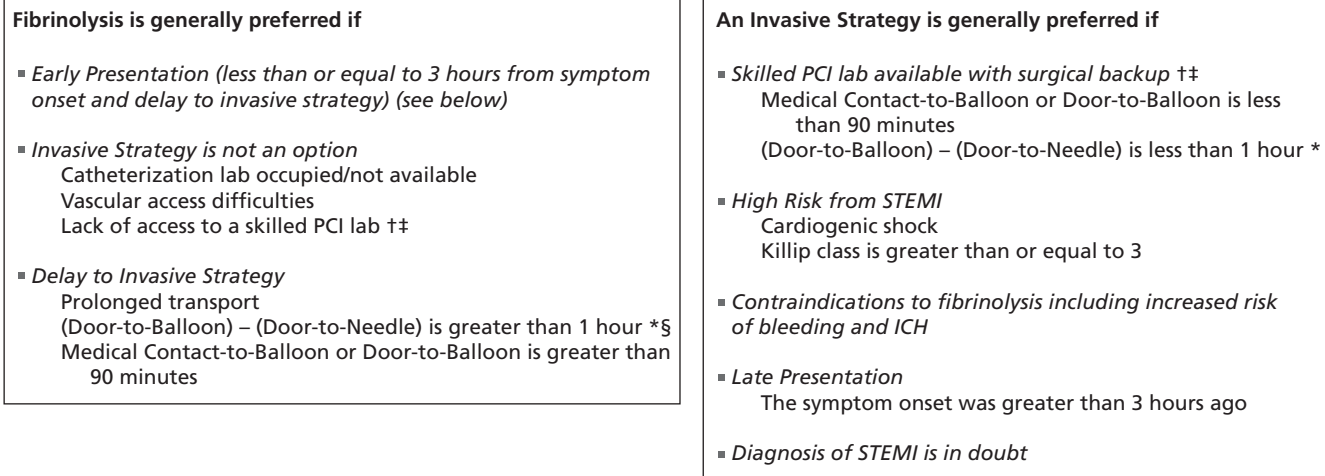 Fibrinolysis is generally preferred if
▪ Early Presentation (less than or equal to 3 hours from symptom
onset and delay to invasive strategy) (see below)
▪ Invasive Strategy is not an option
Catheterization lab occupied/not available
Vascular access difficulties
Lack of access to a skilled PCI lab †‡
▪ Delay to Invasive Strategy
Prolonged transport
(Door-to-Balloon) – (Door-to-Needle) is greater than 1 hour *§
Medical Contact-to-Balloon or Door-to-Balloon is greater than
90 minutes
An Invasive Strategy is generally preferred if
▪ Skilled PCI lab available with surgical backup †‡
Medical Contact-to-Balloon or Door-to-Balloon is less
than 90 minutes
(Door-to-Balloon) – (Door-to-Needle) is less than 1 hour *
▪ High Risk from STEMI
Cardiogenic shock
Killip class is greater than or equal to 3
▪ Contraindications to fibrinolysis including increased risk
of bleeding and ICH
▪ Late Presentation
The symptom onset was greater than 3 hours ago
▪ Diagnosis of STEMI is in doubt